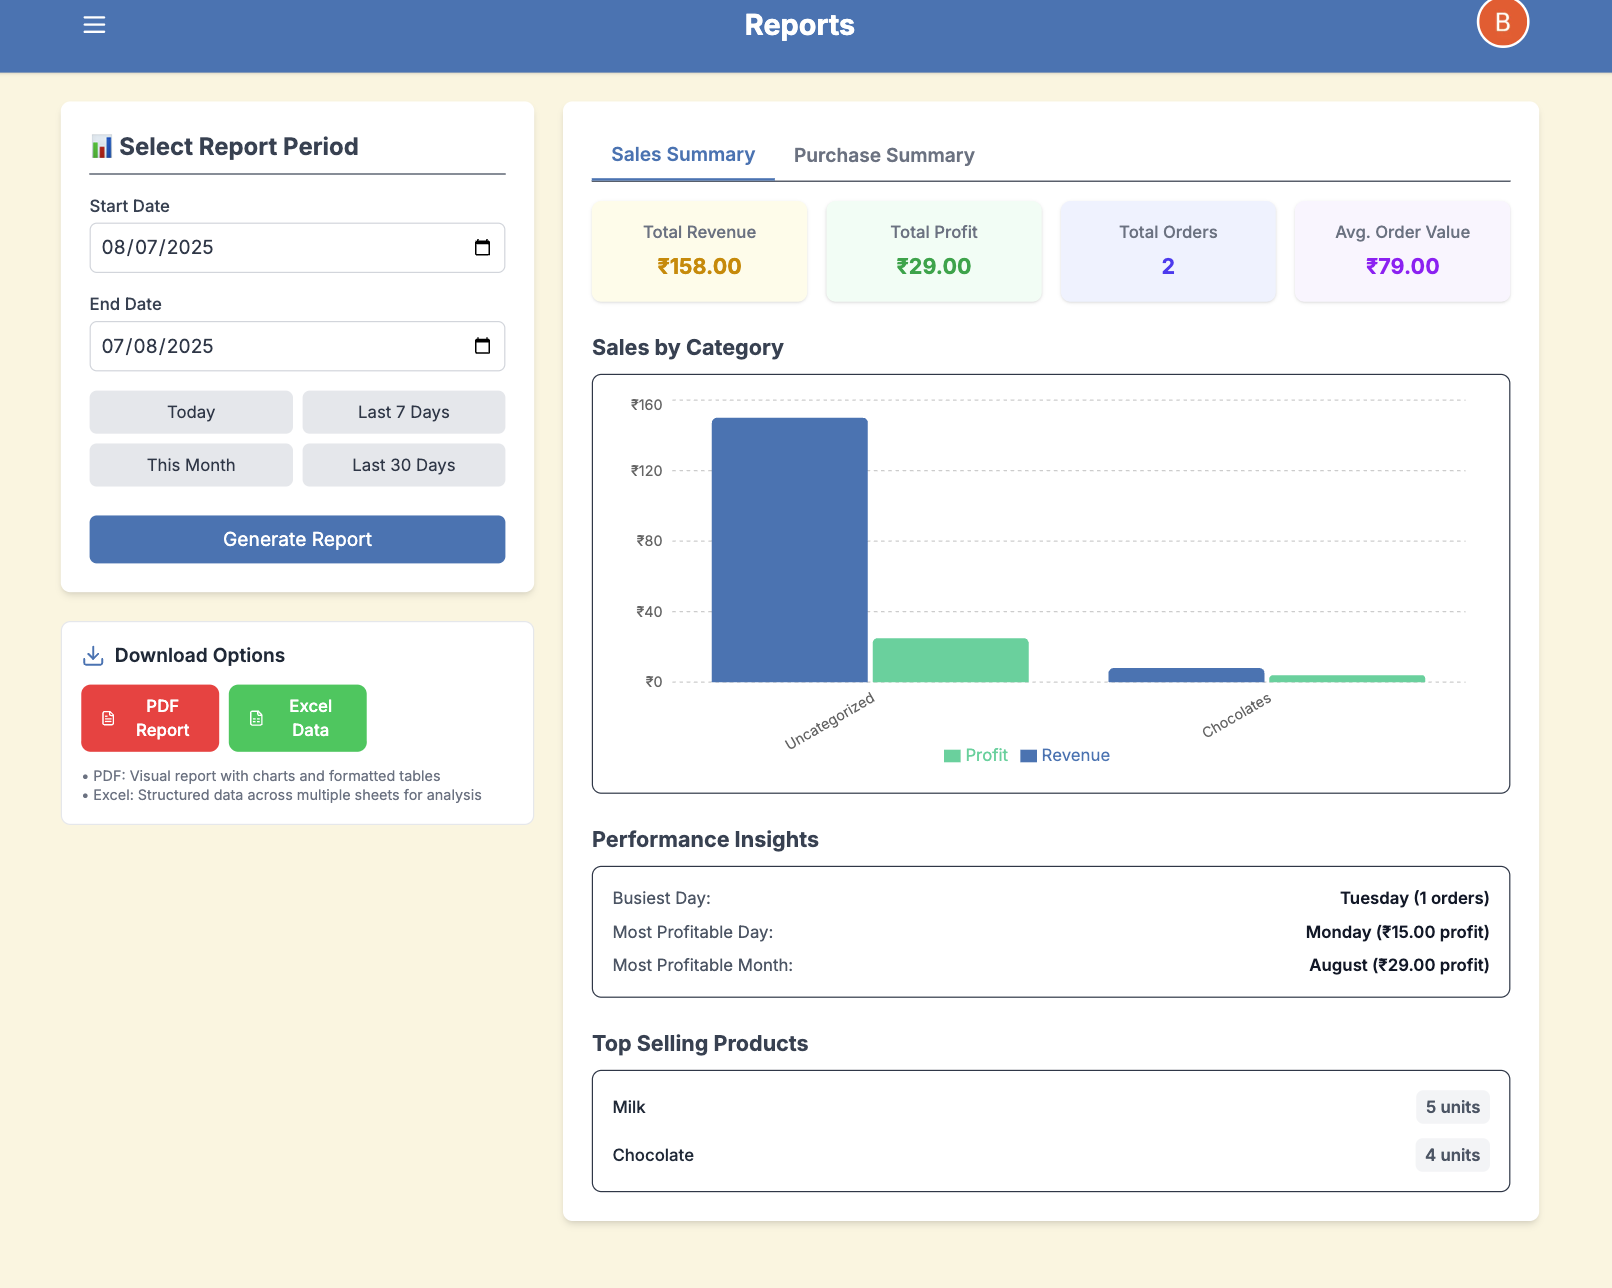 Reports
B
Select Report Period
Start Date
08/07/2025
End Date
07/08/2025
Today
Last 7 Days
This Month
Last 30 Days
Generate Report
Download Options
PDF
Report
Excel
Data
• PDF: Visual report with charts and formatted tables
• Excel: Structured data across multiple sheets for analysis
Sales Summary
Purchase Summary
Total Revenue
₹158.00
Total Profit
₹29.00
Total Orders
2
Avg. Order Value
₹79.00
Sales by Category
₹160
₹120
₹80
₹40
₹0
Uncategorized
Chocolates
Profit
Revenue
Performance Insights
Busiest Day:
Tuesday (1 orders)
Most Profitable Day:
Monday (₹15.00 profit)
Most Profitable Month:
August (₹29.00 profit)
Top Selling Products
Milk
5 units
Chocolate
4 units